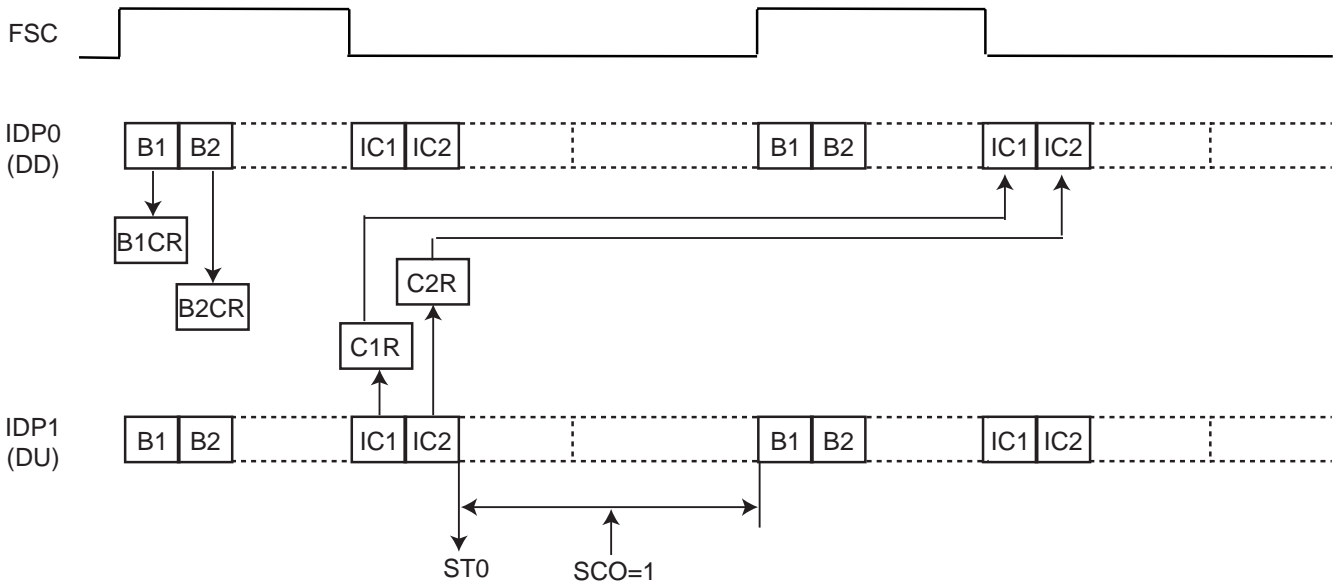 FSC
IDP0
(DD)
B1 B2 IC1 IC2 B1 B2 IC1 IC2
B1CR
B2CR
C2R
C1R
IDP1
(DU)
B1 B2 IC1 IC2 B1 B2 IC1 IC2
ST0 SCO=1